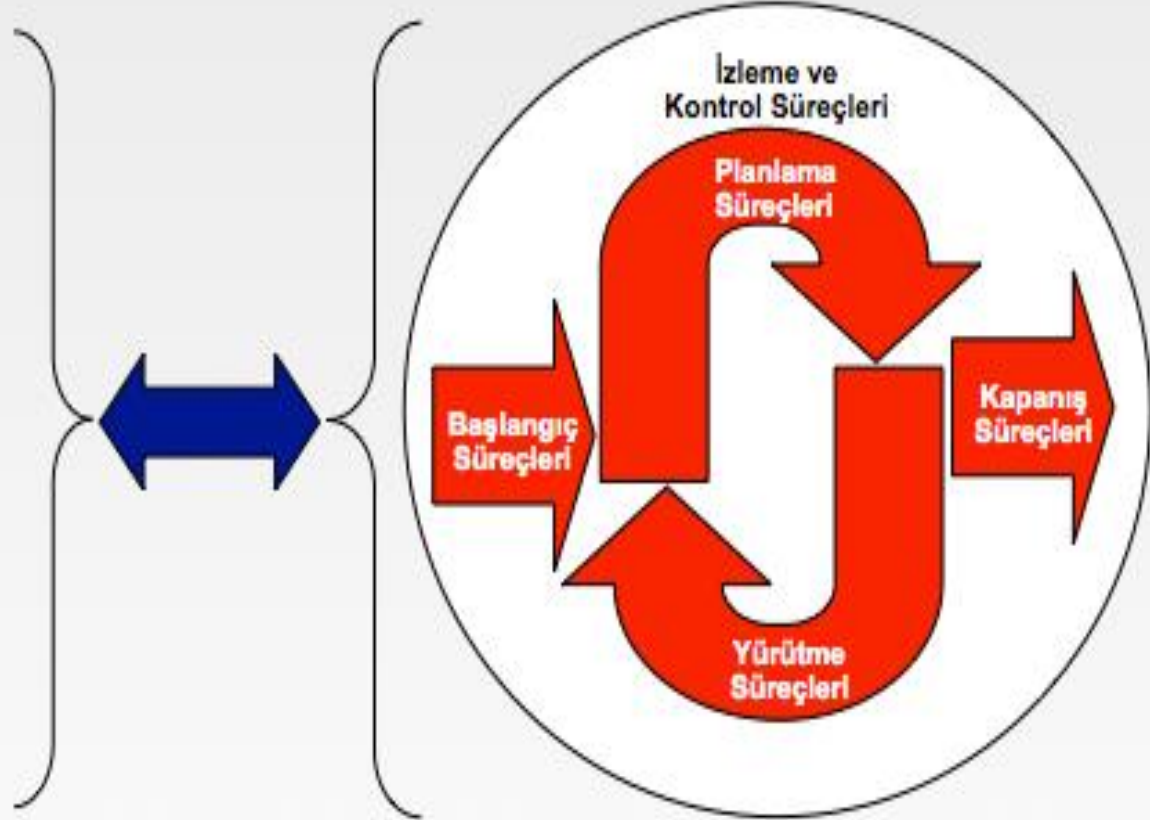 İzleme ve
Kontrol Süreçleri
Planlama
Süreçleri
Başlangıç
Süreçleri
Kapanış
Süreçleri
Yürütme
Süreçleri